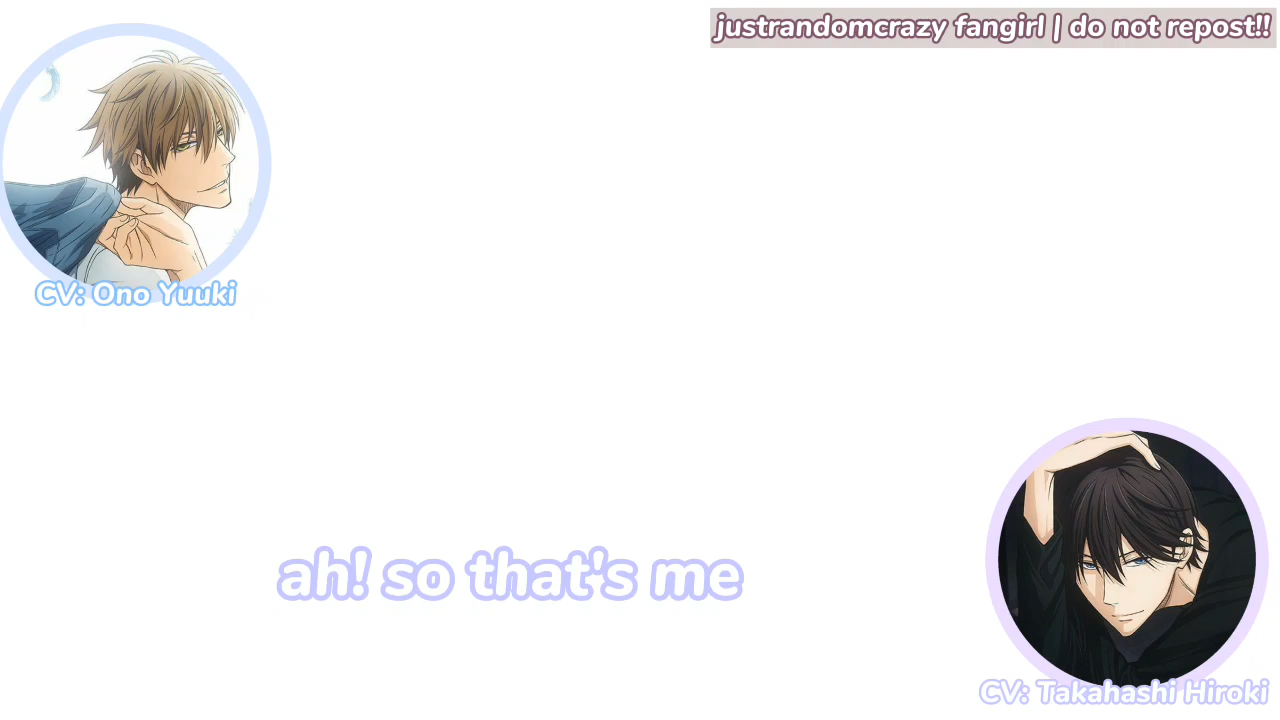 justrandomcrazy fangirl | do not repost!!
CV: Ono Yuuki
ah! so that's me
CV: Takahashi Hiroki